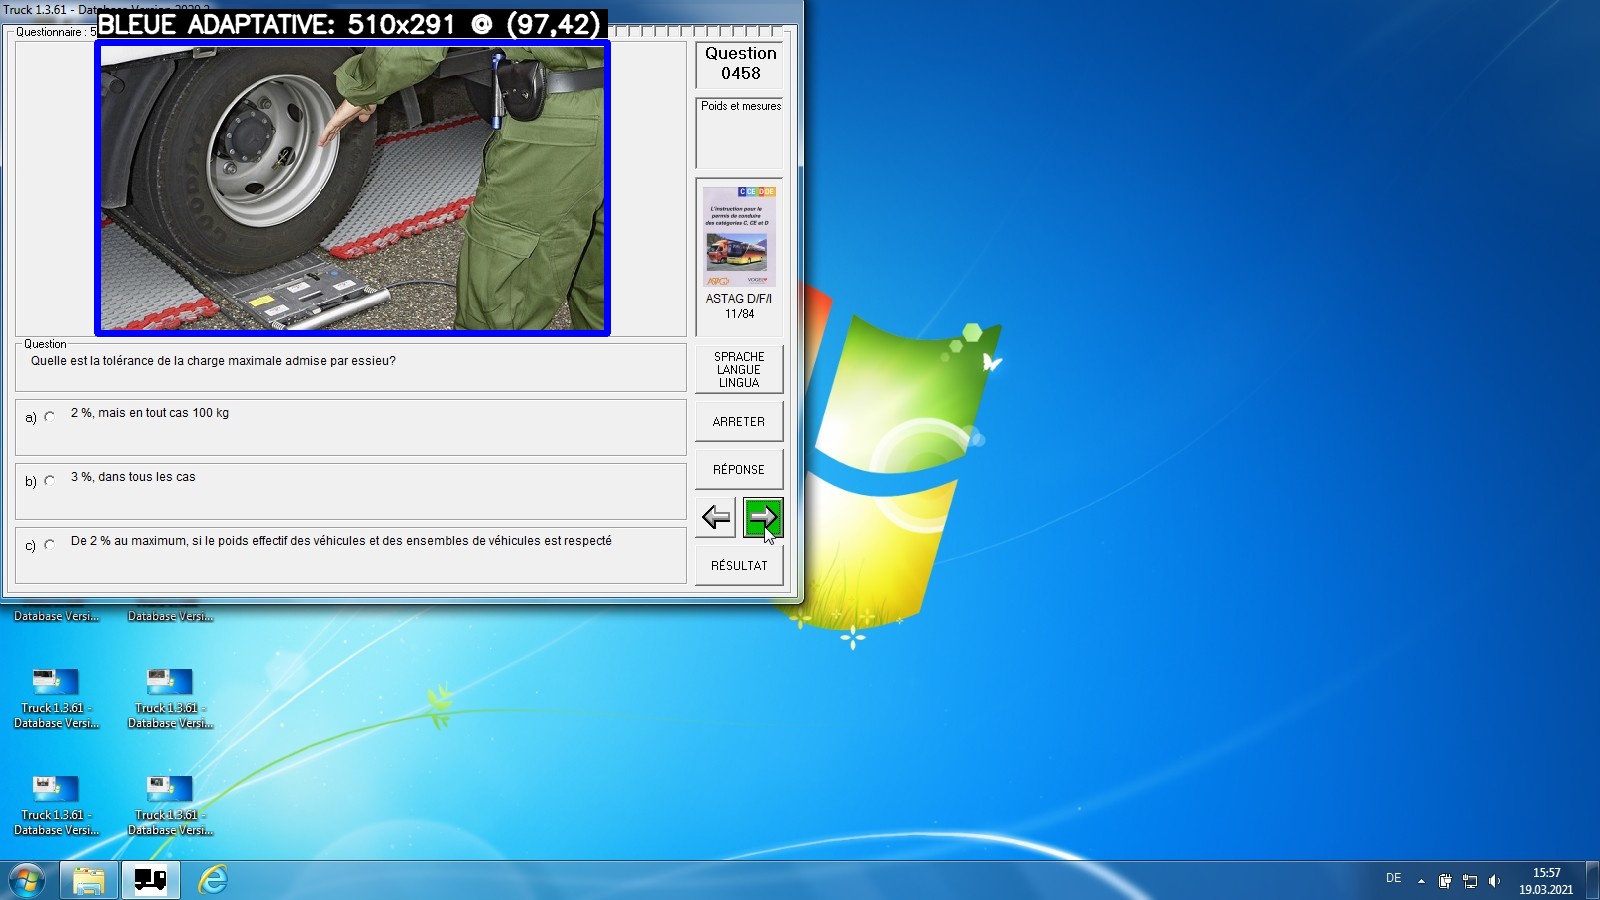 Truck 1.3.61 -
BLEUE ADAPTATIVE: 510x291 @ (97,42)
Questionnaire : 5
Question
0458
Poids et mesures
C CE D DE
L'instruction pour le
permis de conduire
des catégories C, CE et D
ASTAG D/F/I
11/84
Question
Quelle est la tolérance de la charge maximale admise par essieu?
a) 2 %, mais en tout cas 100 kg
b) 3 %, dans tous les cas
c) De 2 % au maximum, si le poids effectif des véhicules et des ensembles de véhicules est respecté
SPRACHE
LANGUE
LINGUA
ARRETER
RÉPONSE
RÉSULTAT
Database Versi...
Database Versi...
Truck 1.3.61 -
Database Versi...
Truck 1.3.61 -
Database Versi...
Truck 1.3.61 -
Database Versi...
Truck 1.3.61 -
Database Versi...
DE
15:57
19.03.2021